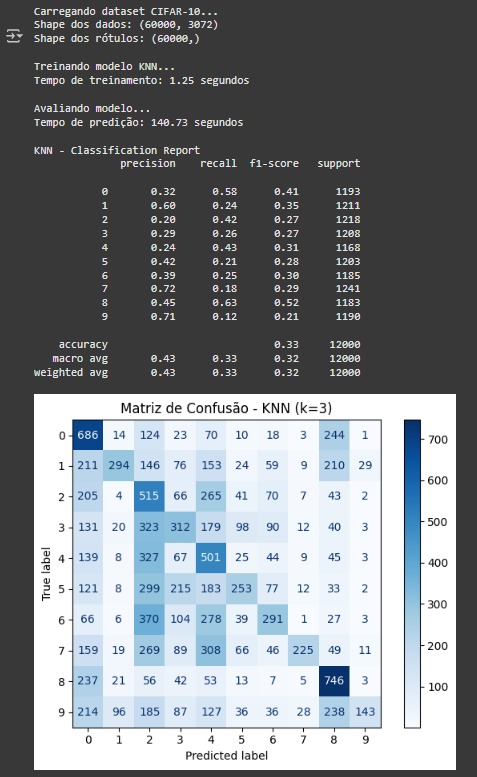 Carregando dataset CIFAR-10...
Shape dos dados: (60000, 3072)
Shape dos rótulos: (60000,)
Treinando modelo KNN...
Tempo de treinamento: 1.25 segundos
Avaliando modelo...
Tempo de predição: 140.73 segundos
KNN - Classification Report
precision recall f1-score support
0 0.32 0.58 0.41 1193
1 0.60 0.24 0.35 1211
2 0.20 0.42 0.27 1218
3 0.29 0.26 0.27 1208
4 0.24 0.43 0.31 1168
5 0.42 0.21 0.28 1203
6 0.39 0.25 0.30 1185
7 0.72 0.18 0.29 1241
8 0.45 0.63 0.52 1183
9 0.71 0.12 0.21 1190
accuracy 0.33 12000
macro avg 0.43 0.33 0.32 12000
weighted avg 0.43 0.33 0.32 12000
Matriz de Confusão - KNN (k=3)
0 686 14 124 23 70 10 18 3 244 1
1 211 294 146 76 153 24 59 9 210 29
2 205 4 515 66 265 41 70 7 43 2
3 131 20 323 312 179 98 90 12 40 3
4 139 8 327 67 501 25 44 9 45 3
5 121 8 299 215 183 253 77 12 33 2
6 66 6 370 104 278 39 291 1 27 3
7 159 19 269 89 308 66 46 225 49 11
8 237 21 56 42 53 13 7 5 746 3
9 214 96 185 87 127 36 36 28 238 143
0 1 2 3 4 5 6 7 8 9
Predicted label
True label
700
600
500
400
300
200
100